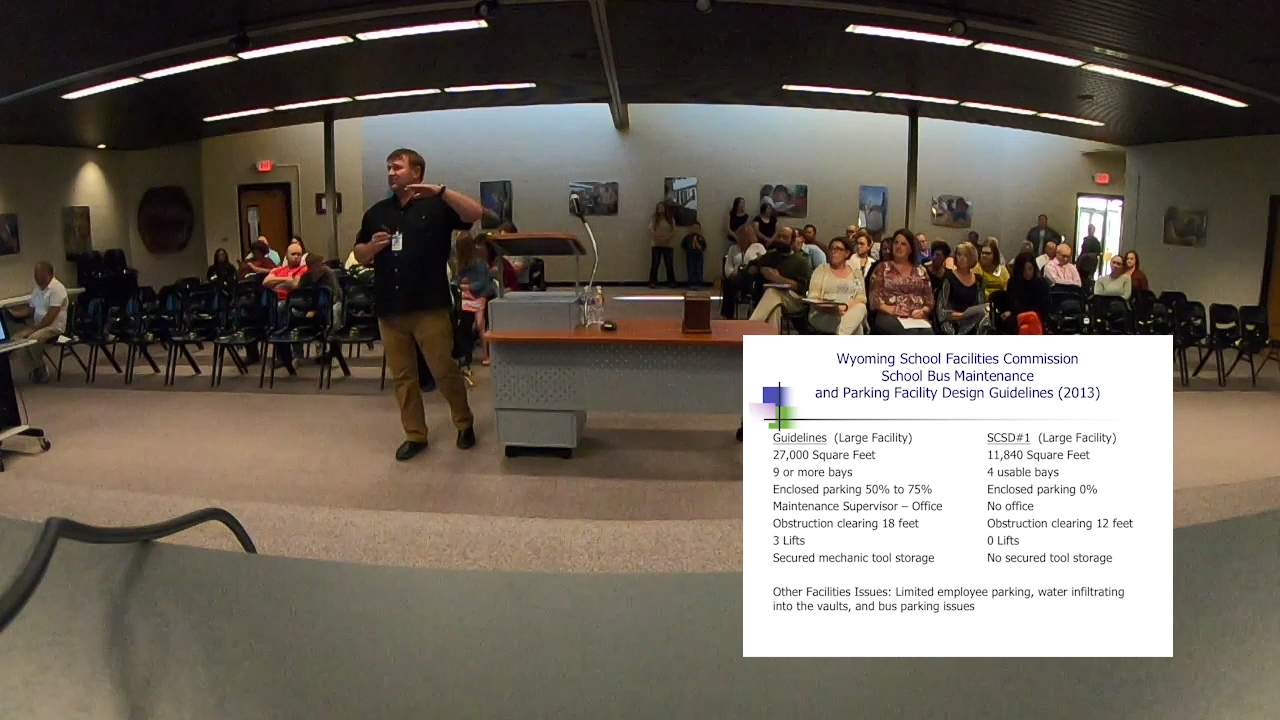 Wyoming School Facilities Commission
School Bus Maintenance
and Parking Facility Design Guidelines (2013)
Guidelines (Large Facility)
27,000 Square Feet
9 or more bays
Enclosed parking 50% to 75%
Maintenance Supervisor – Office
Obstruction clearing 18 feet
3 Lifts
Secured mechanic tool storage
SCSD#1 (Large Facility)
11,840 Square Feet
4 usable bays
Enclosed parking 0%
No office
Obstruction clearing 12 feet
0 Lifts
No secured tool storage
Other Facilities Issues: Limited employee parking, water infiltrating
into the vaults, and bus parking issues